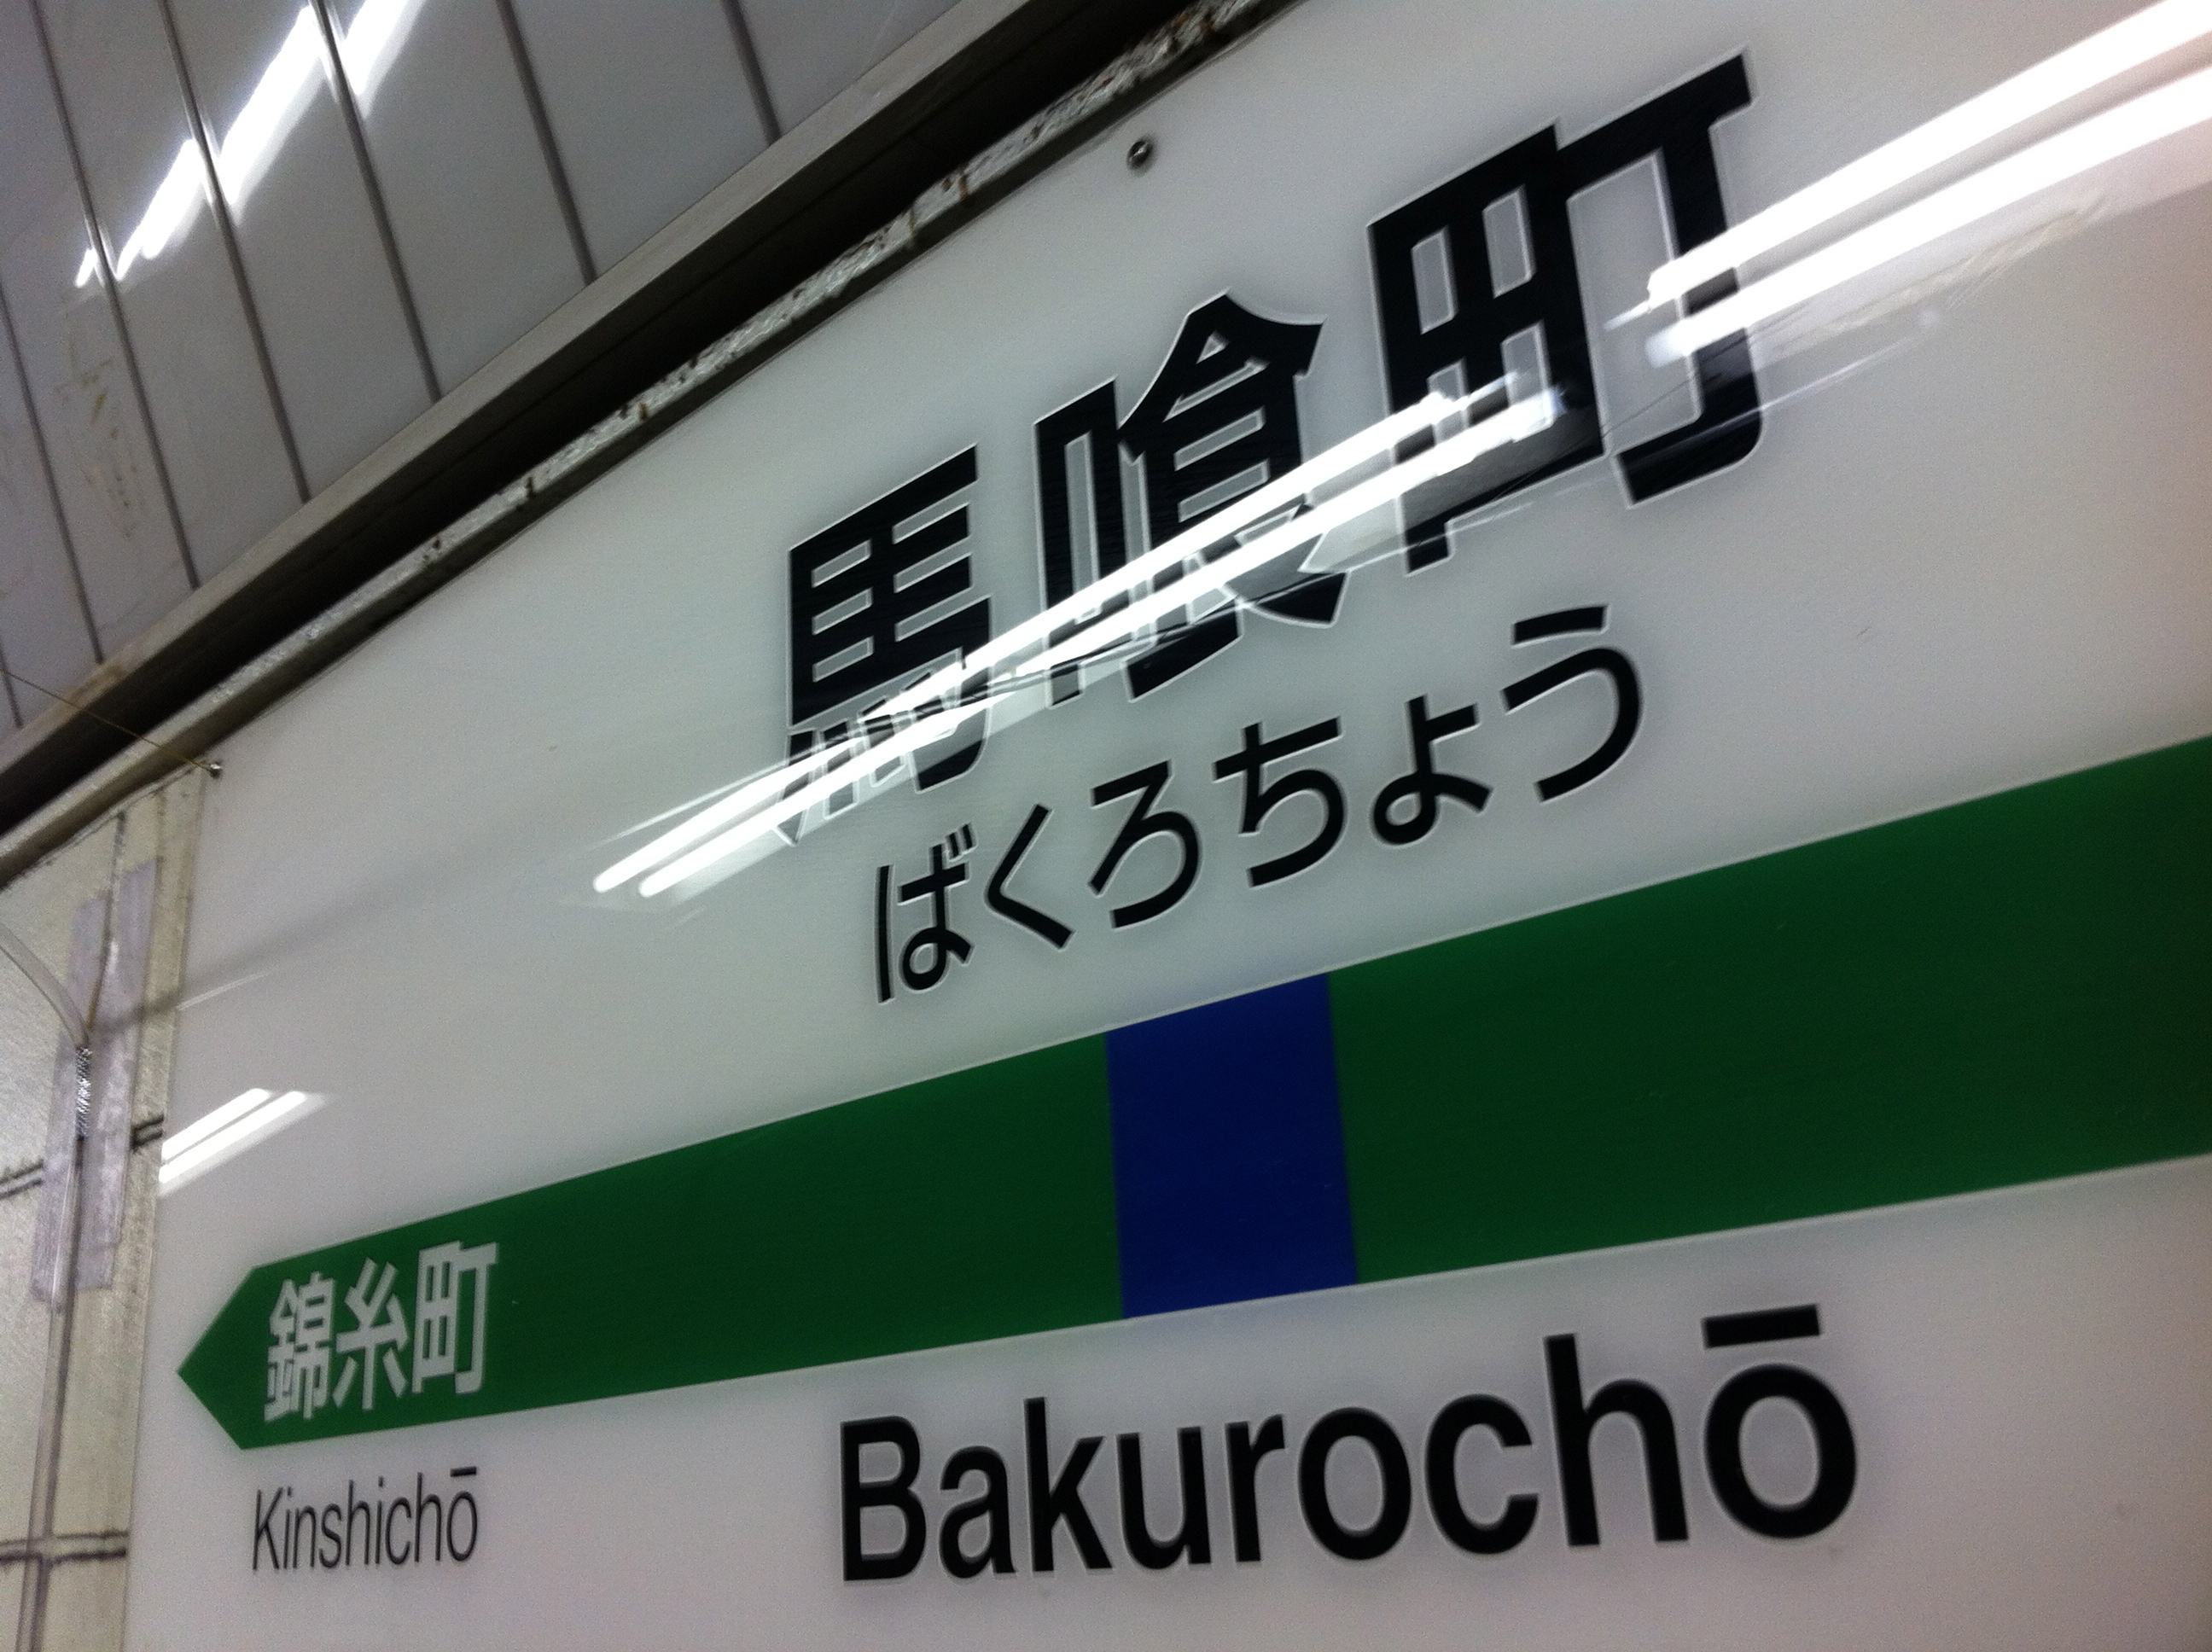 馬喰町
ばくろちょう
錦糸町
Kinshichō
Bakurochō